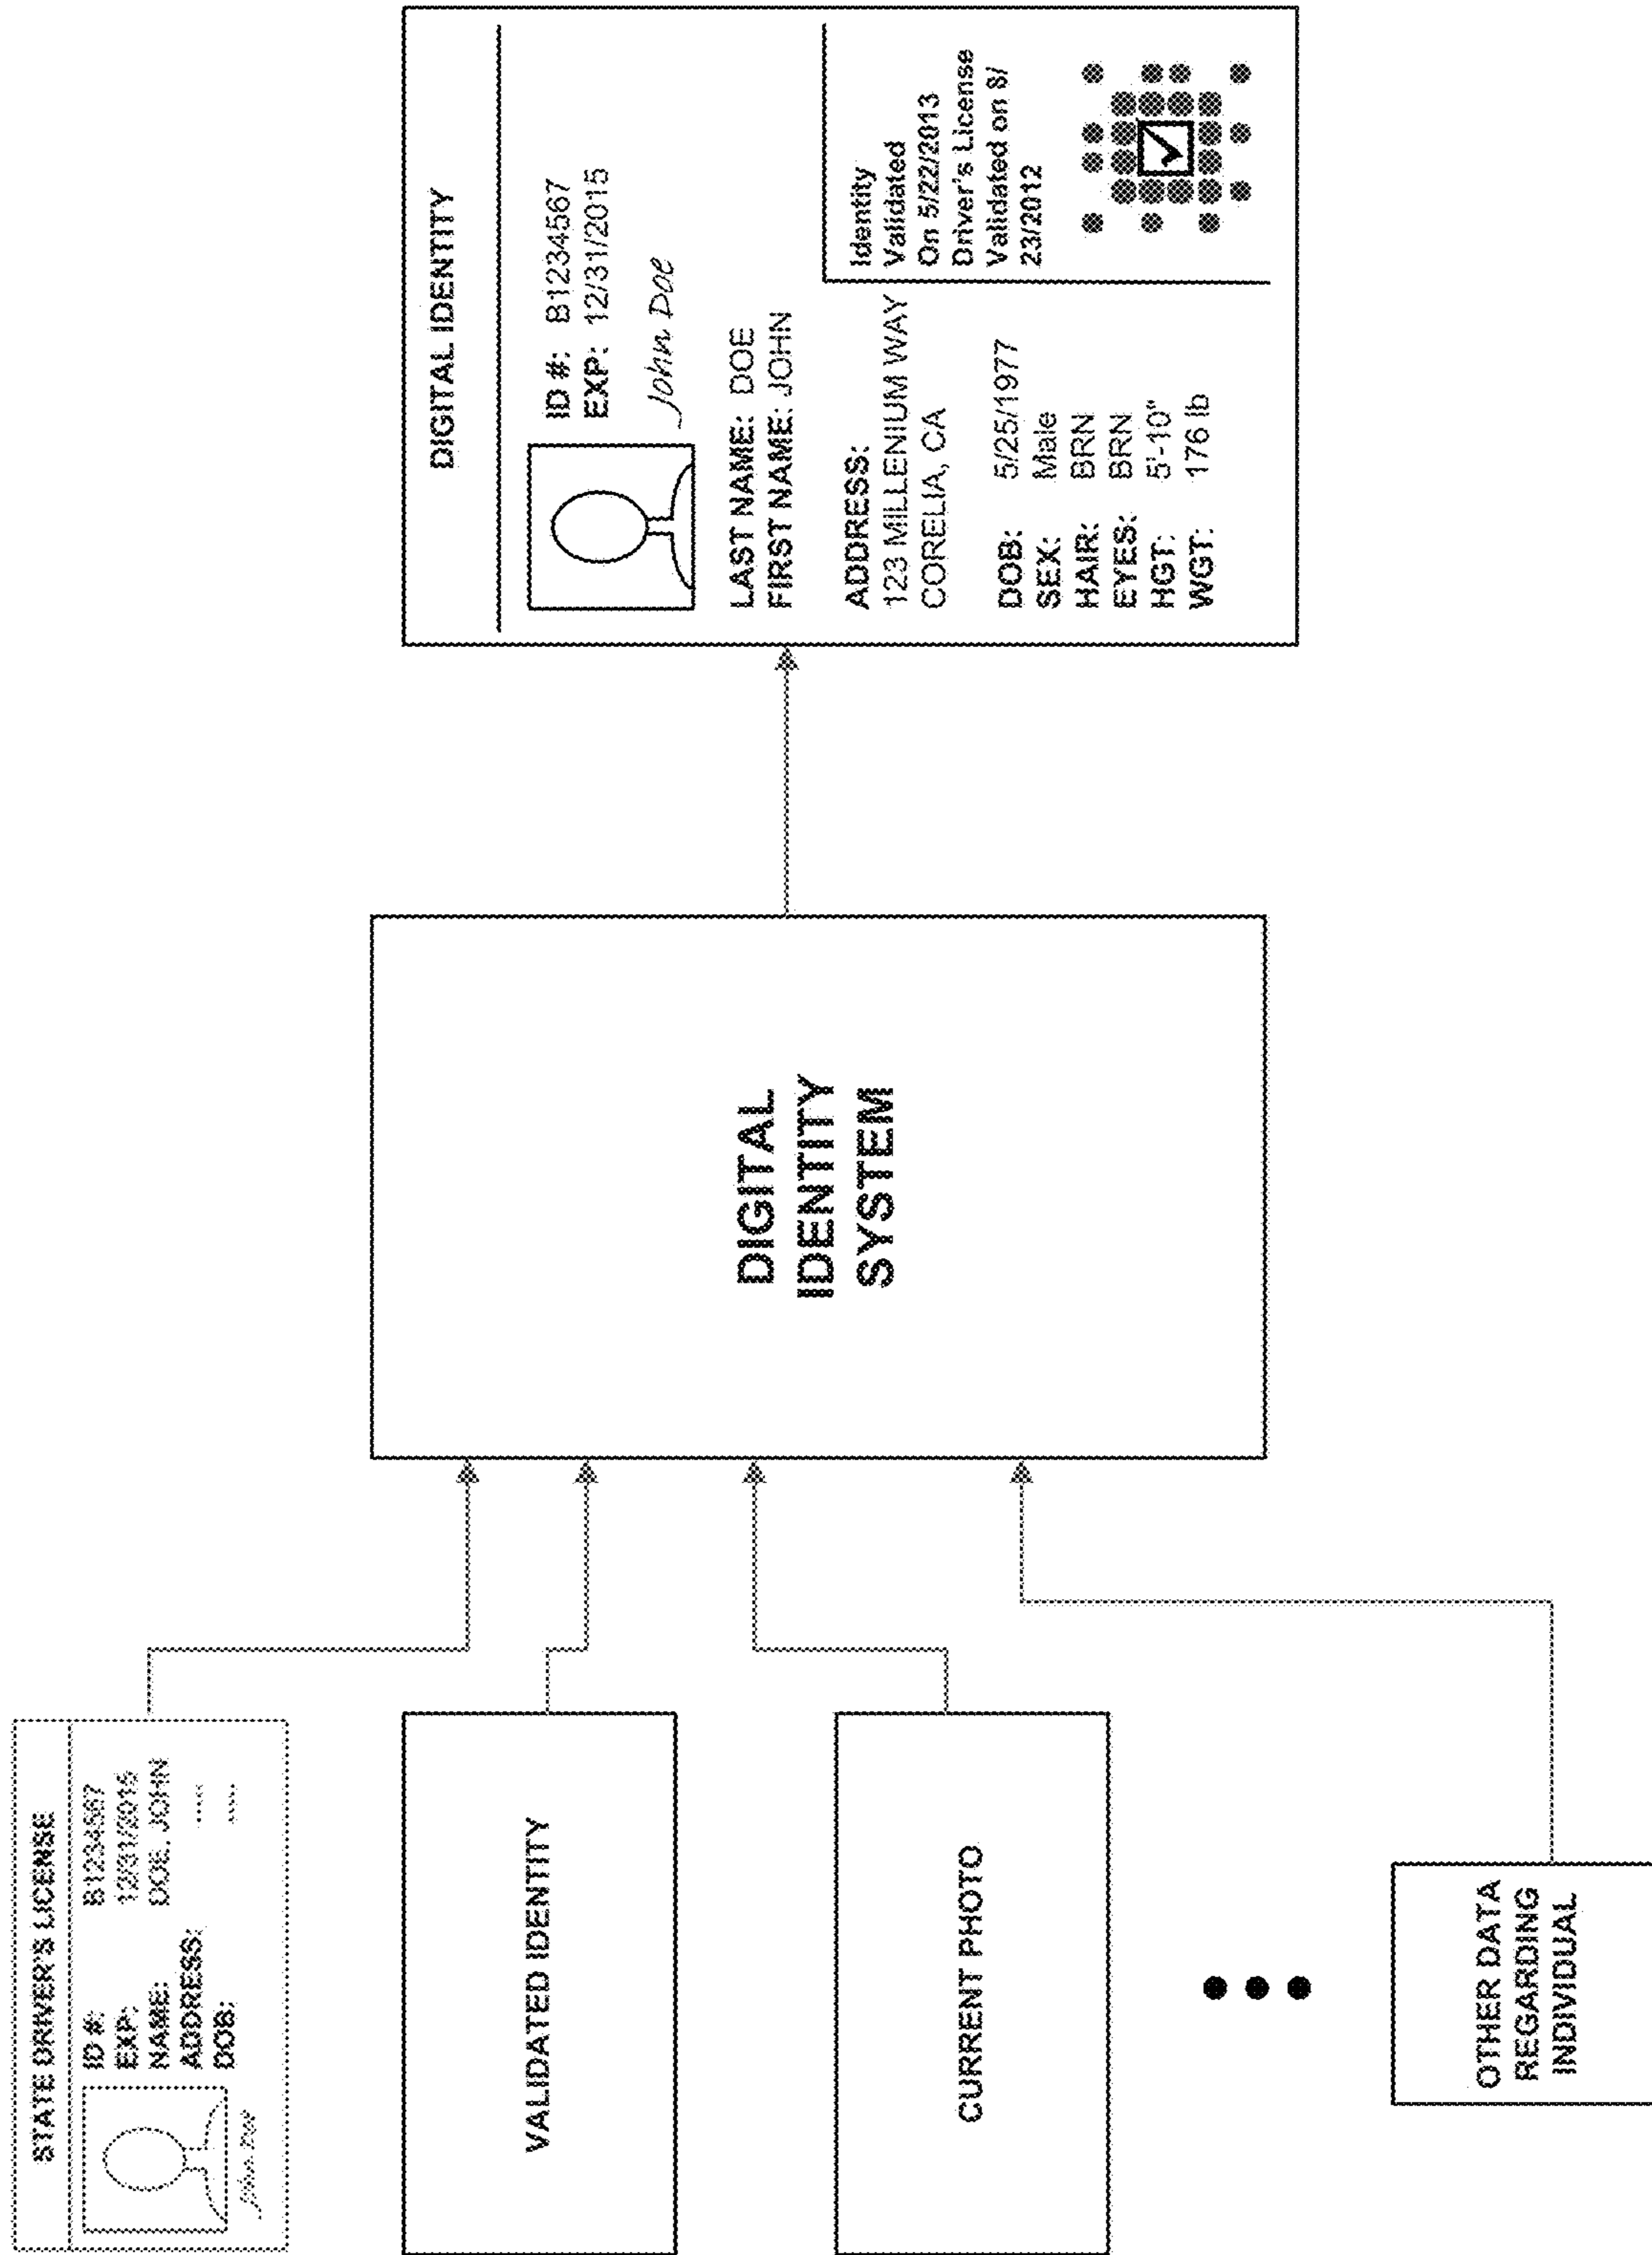 STATE DRIVER'S LICENSE
ID #: B1234567
EXP: 12/31/2015
NAME: DOE, JOHN
ADDRESS: .....
DOB: .....
John Doe
VALIDATED IDENTITY
CURRENT PHOTO
OTHER DATA
REGARDING
INDIVIDUAL
DIGITAL
IDENTITY
SYSTEM
DIGITAL IDENTITY
ID #: B1234567
EXP: 12/31/2015
John Doe
LAST NAME: DOE
FIRST NAME: JOHN
ADDRESS:
123 MILLENIUM WAY
CORELIA, CA
DOB: 5/25/1977
SEX: Male
HAIR: BRN
EYES: BRN
HGT: 5'-10"
WGT: 176 lb
Identity
Validated
On 5/22/2013
Driver's License
Validated on 8/
23/2012